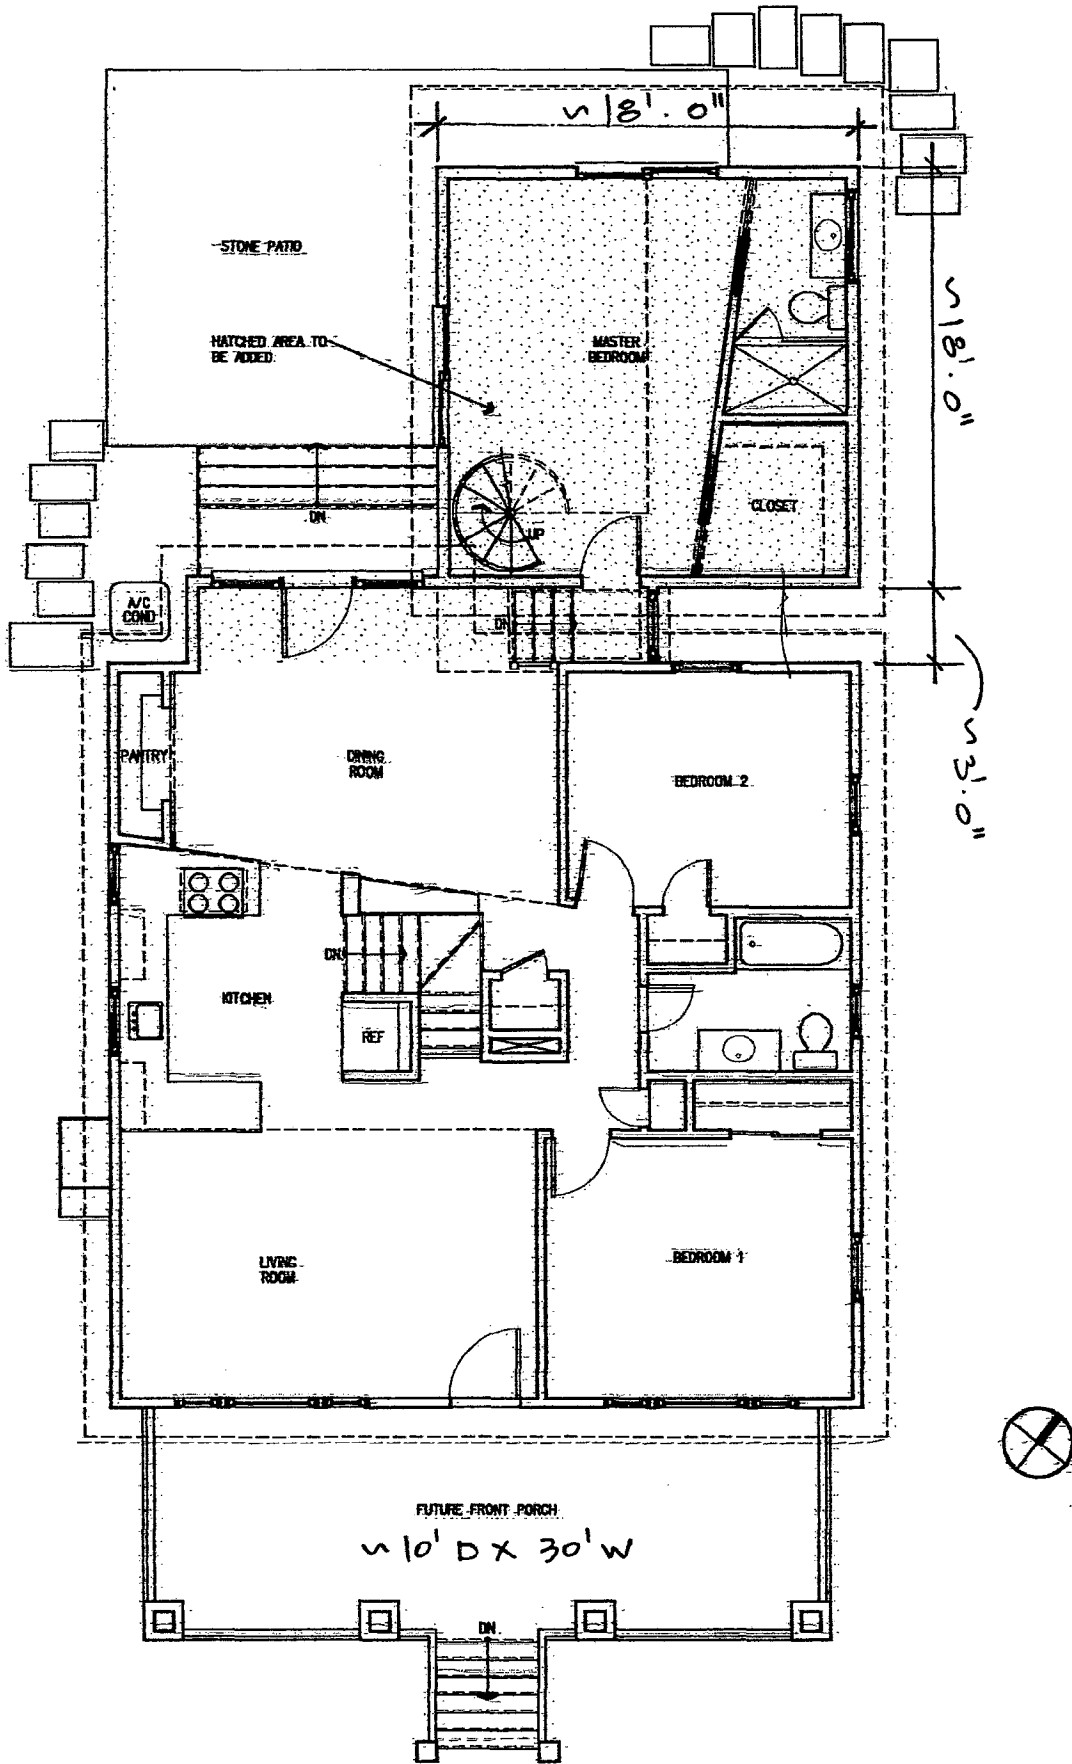 ~18'.0"
STONE PATIO
HATCHED AREA TO
BE ADDED
MASTER
BEDROOM
~18'.0"
CLOSET
DN
UP
A/C
COND
DN
~3'.0"
PANTRY
DINING
ROOM
BEDROOM 2
DN
KITCHEN
REF
LIVING
ROOM
BEDROOM 1
FUTURE FRONT PORCH
~10' D X 30' W
DN